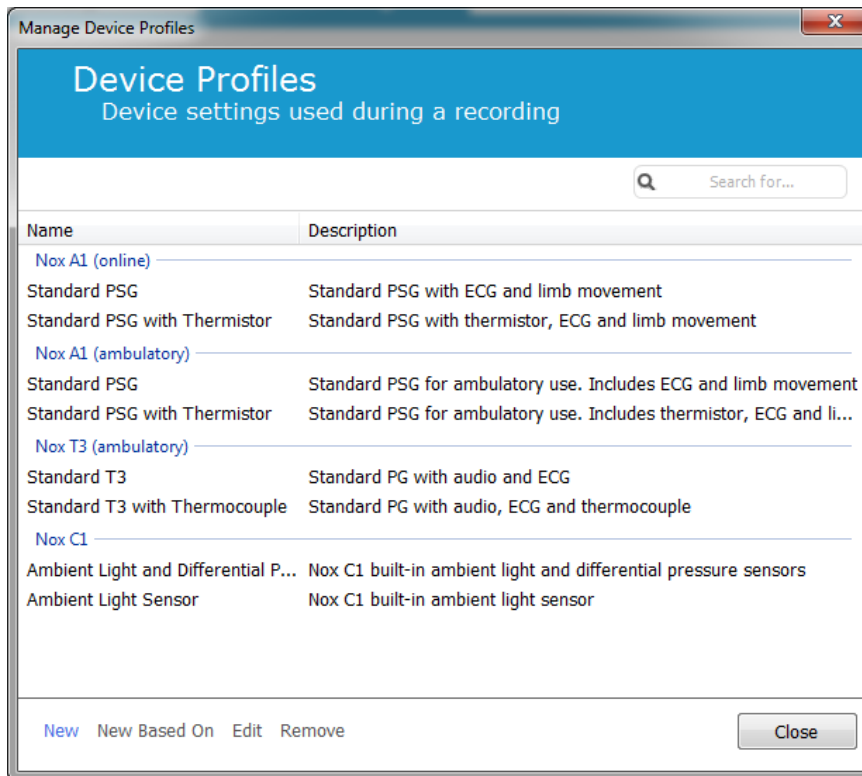 Manage Device Profiles
Device Profiles
Device settings used during a recording
Search for...
Name Description
Nox A1 (online)
Standard PSG Standard PSG with ECG and limb movement
Standard PSG with Thermistor Standard PSG with thermistor, ECG and limb movement
Nox A1 (ambulatory)
Standard PSG Standard PSG for ambulatory use. Includes ECG and limb movement
Standard PSG with Thermistor Standard PSG for ambulatory use. Includes thermistor, ECG and li...
Nox T3 (ambulatory)
Standard T3 Standard PG with audio and ECG
Standard T3 with Thermocouple Standard PG with audio, ECG and thermocouple
Nox C1
Ambient Light and Differential P... Nox C1 built-in ambient light and differential pressure sensors
Ambient Light Sensor Nox C1 built-in ambient light sensor
New New Based On Edit Remove Close